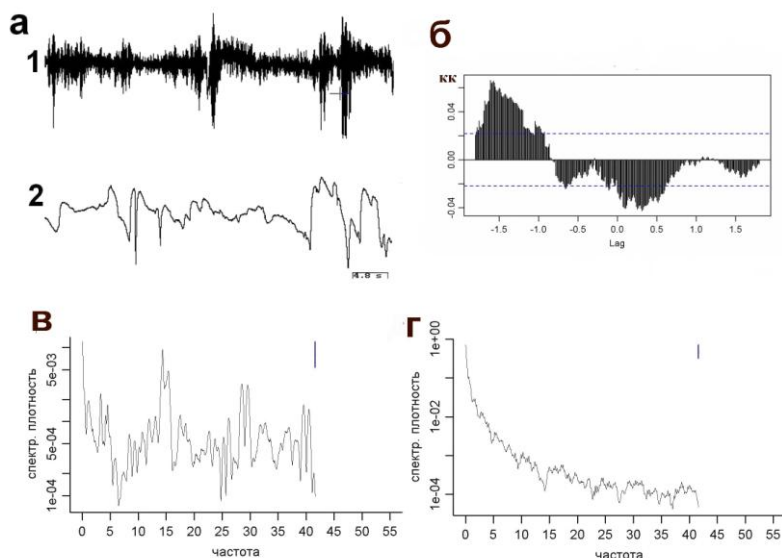 а
1
2
4.8 s
б
кк
0.04
0.00
-0.04
-1.5 -1.0 -0.5 0.0 0.5 1.0 1.5
Lag
в
спектр. плотность
5e-03
5e-04
1e-04
0 5 10 15 20 25 30 35 40 45 50 55
частота
г
спектр. плотность
1e+00
1e-02
1e-04
0 5 10 15 20 25 30 35 40 45 50 55
частота